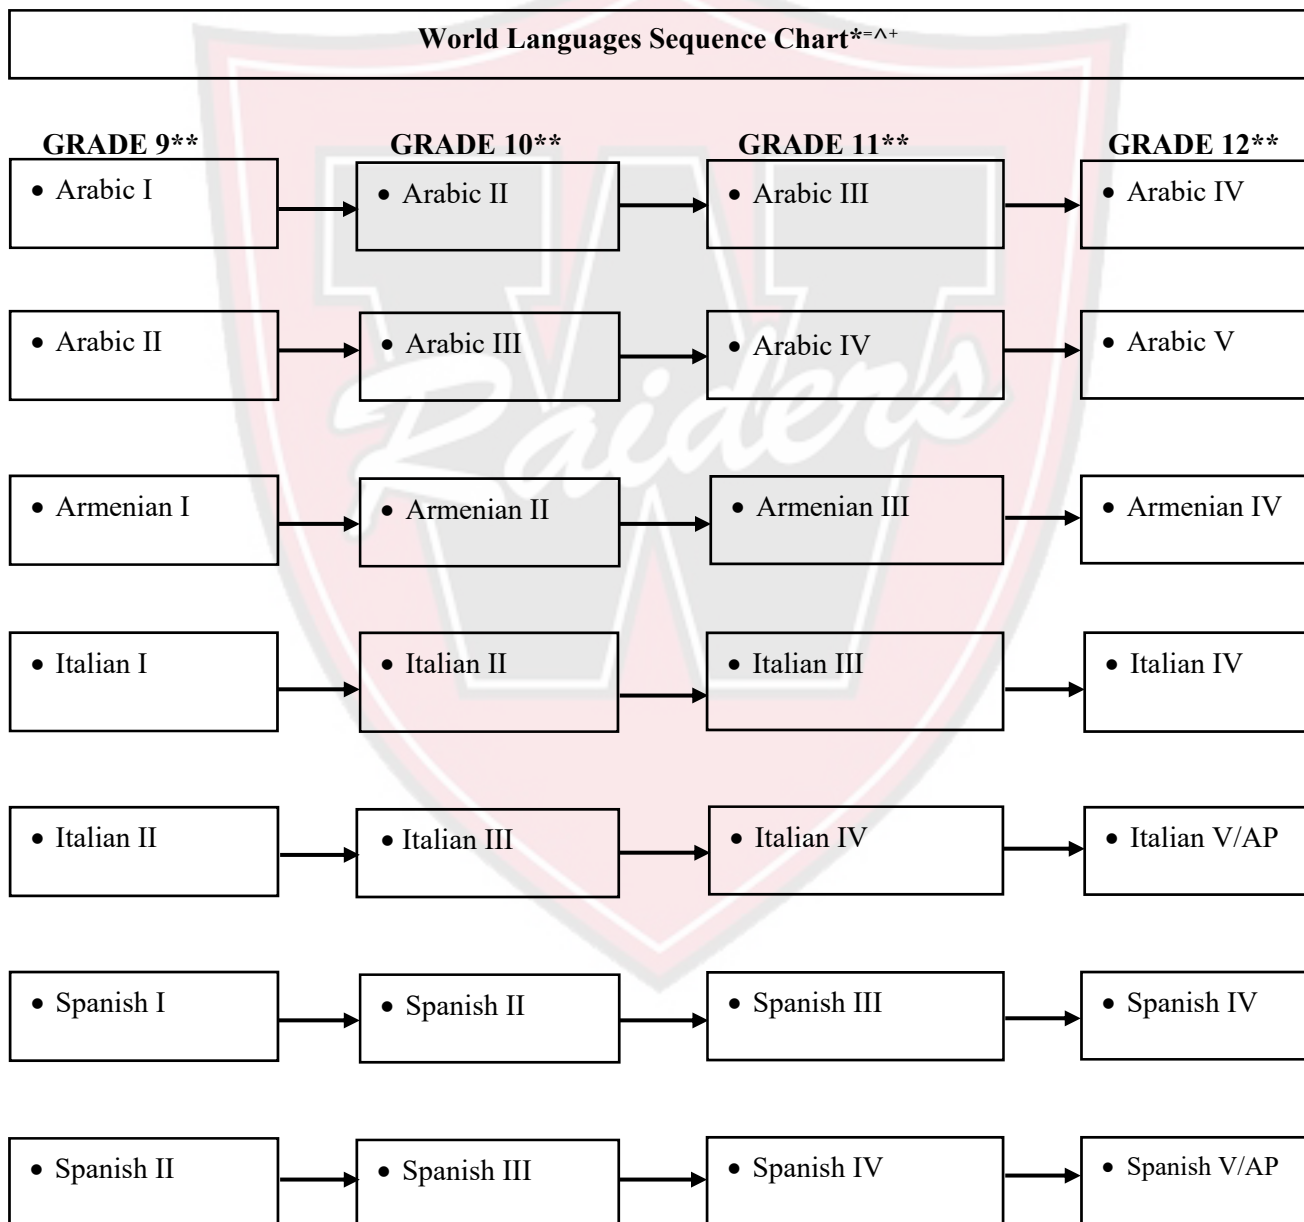 World Languages Sequence Chart*⁼^⁺
GRADE 9** GRADE 10** GRADE 11** GRADE 12**
• Arabic I • Arabic II • Arabic III • Arabic IV
• Arabic II • Arabic III • Arabic IV • Arabic V
Raiders
• Armenian I • Armenian II • Armenian III • Armenian IV
• Italian I • Italian II • Italian III • Italian IV
• Italian II • Italian III • Italian IV • Italian V/AP
• Spanish I • Spanish II • Spanish III • Spanish IV
• Spanish II • Spanish III • Spanish IV • Spanish V/AP
W